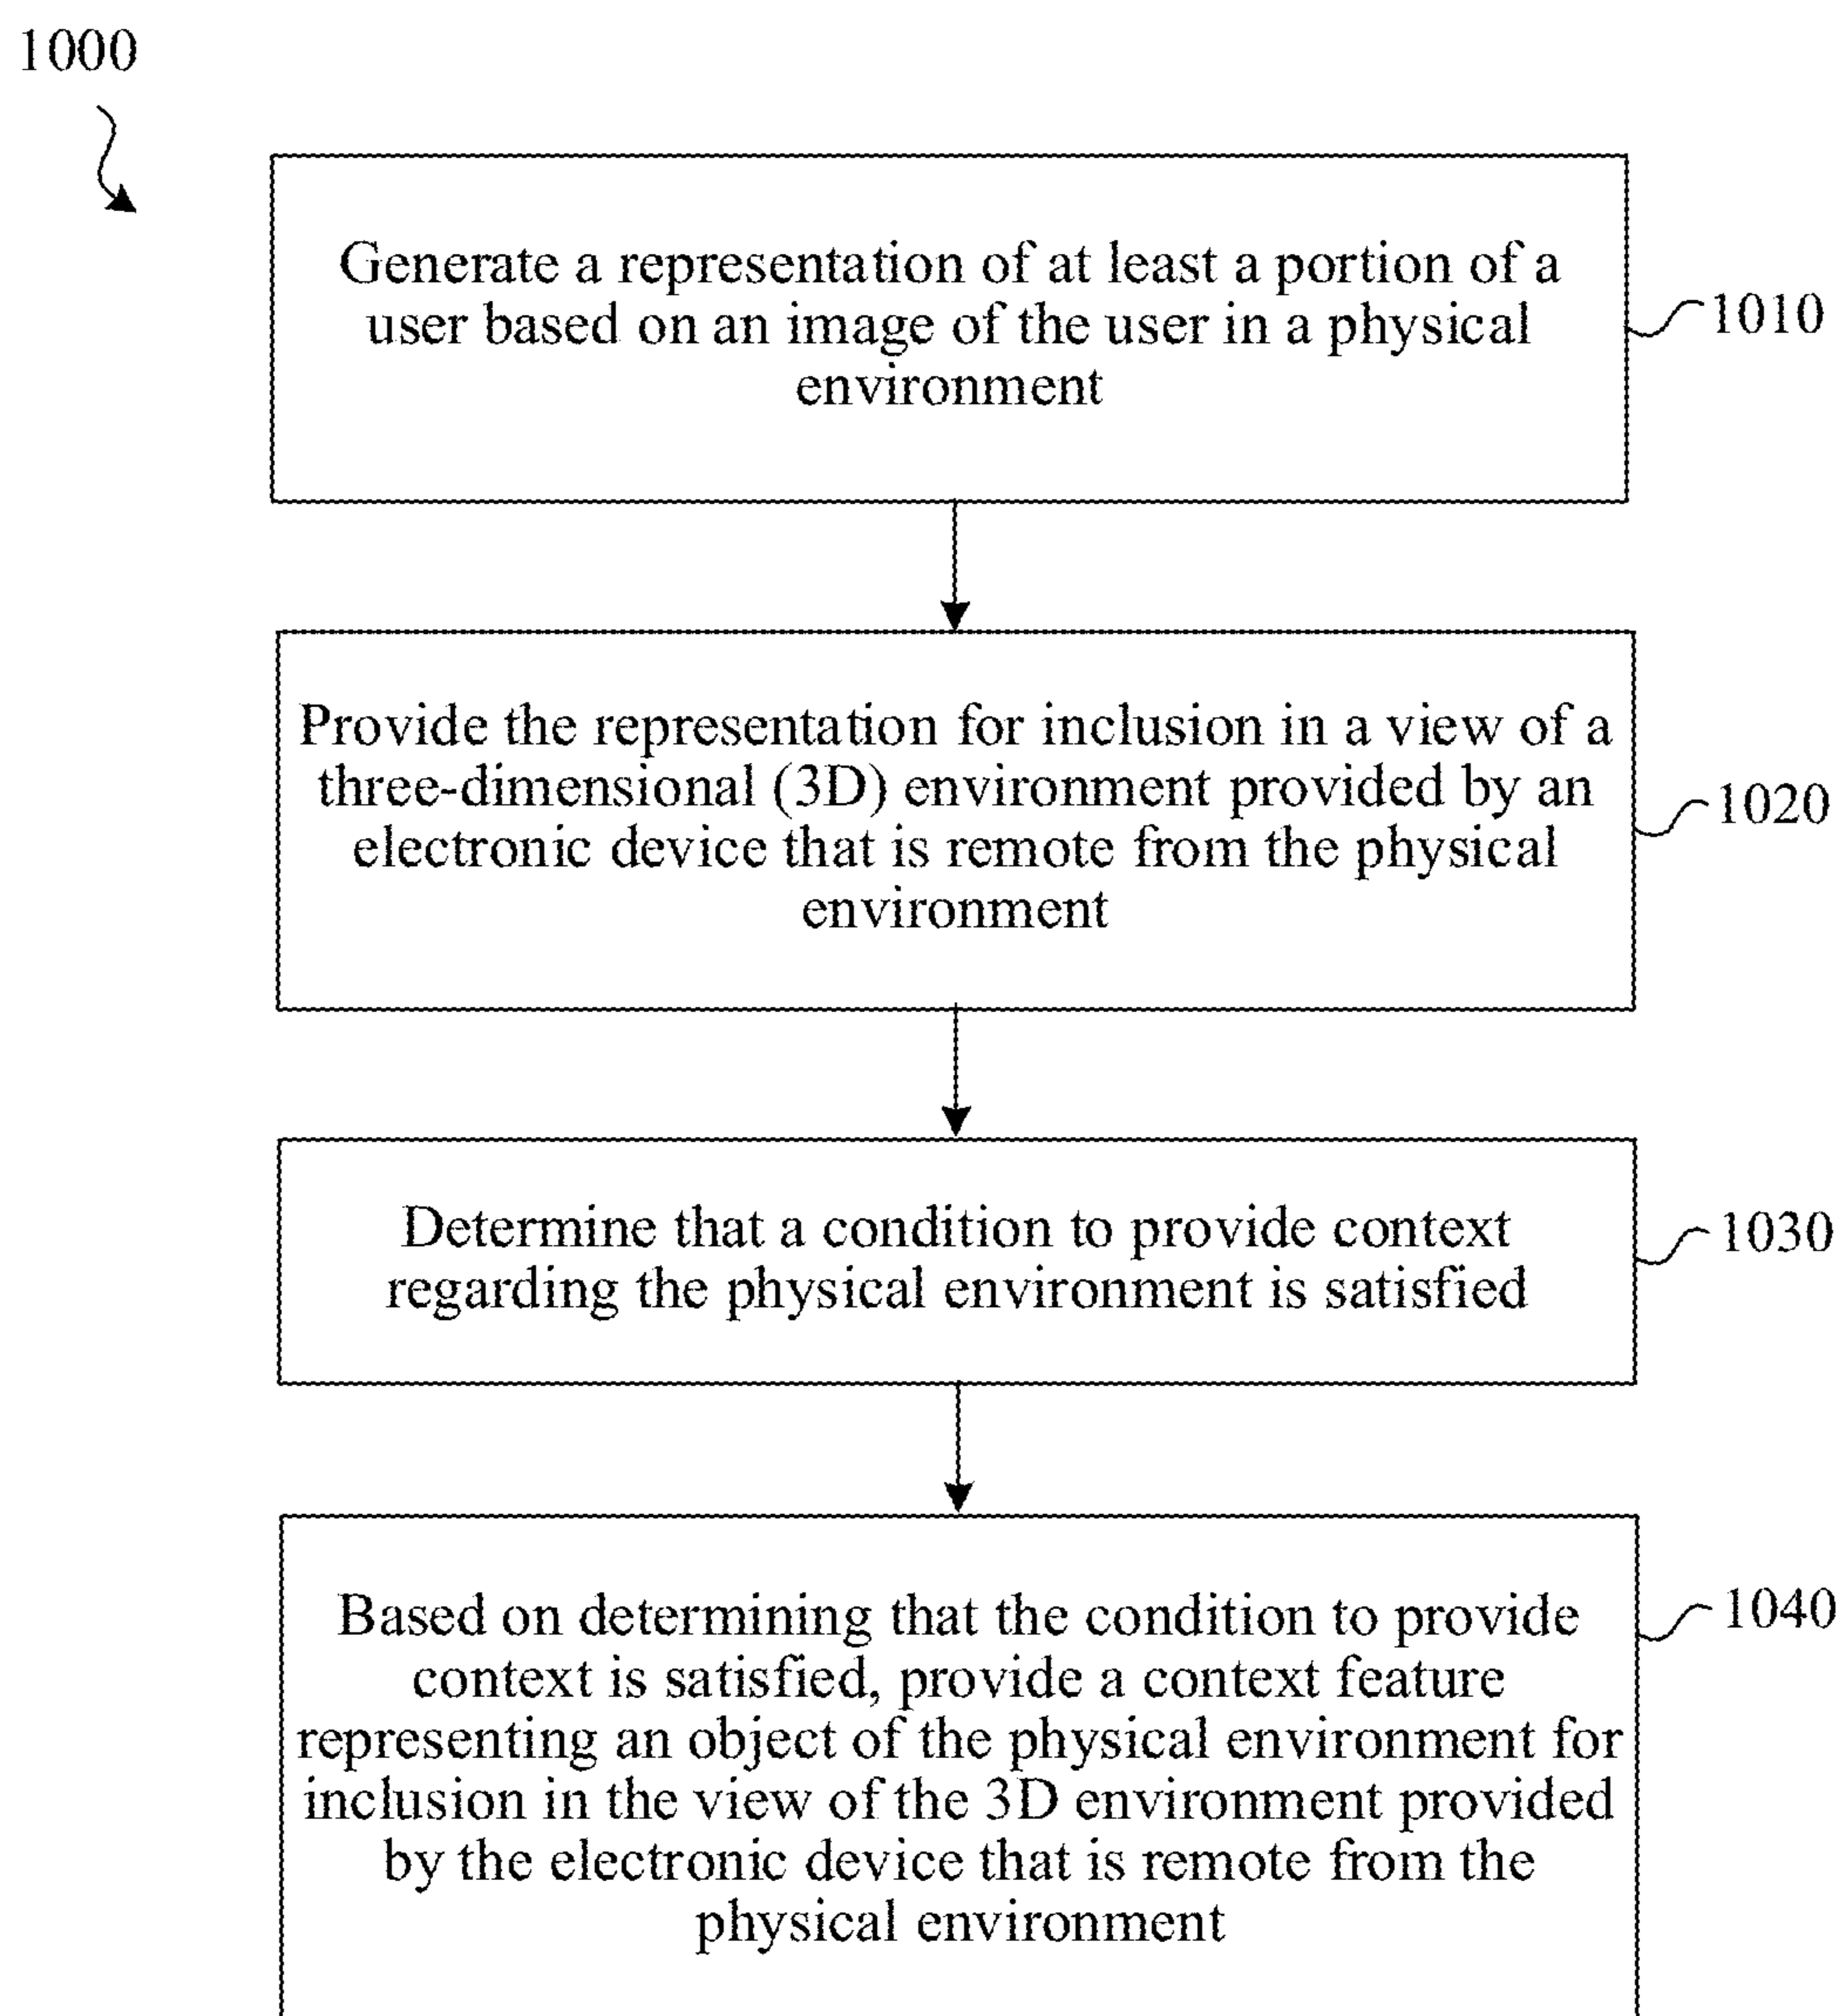 1000
Generate a representation of at least a portion of a
user based on an image of the user in a physical
environment
1010
Provide the representation for inclusion in a view of a
three-dimensional (3D) environment provided by an
electronic device that is remote from the physical
environment
1020
Determine that a condition to provide context
regarding the physical environment is satisfied
1030
Based on determining that the condition to provide
context is satisfied, provide a context feature
representing an object of the physical environment for
inclusion in the view of the 3D environment provided
by the electronic device that is remote from the
physical environment
1040